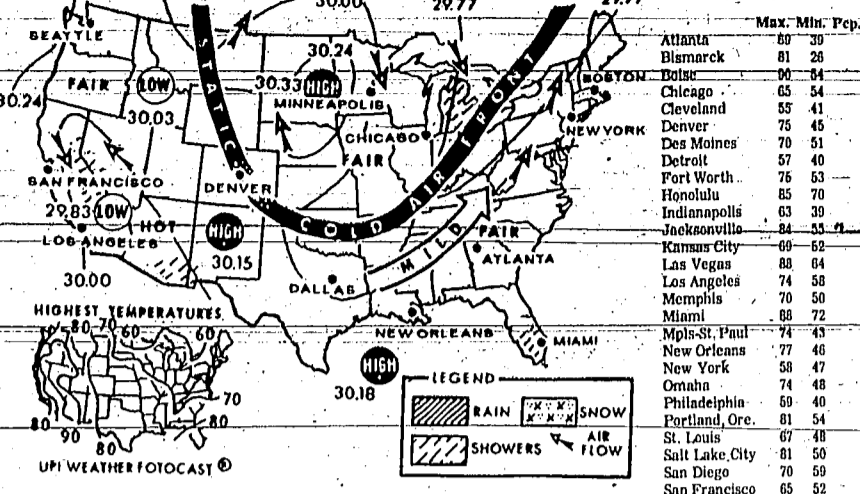 30.00
29.77
29.77
SEATTLE
STATIC
30.24
BOSTON
FAIR
LOW
30.33
HIGH
30.24
MINNEAPOLIS
30.03
NEW YORK
CHICAGO
FAIR
COLD AIR FRONT
SAN FRANCISCO
DENVER
29.83
LOW
HOT
HIGH
MILD
FAIR
LOS ANGELES
30.15
ATLANTA
30.00
DALLAS
HIGHEST TEMPERATURES
80 70 60 60
NEW ORLEANS
MIAMI
HIGH
30.18
LEGEND
RAIN
SNOW
SHOWERS
AIR FLOW
70
80
80
90
80
UPI WEATHER FOTOCAST ®
Max. Min. Pcp.
Atlanta 39
Bismarck 81 26
Boise
Chicago 65 54
Cleveland 55 41
Denver 75 45
Des Moines 70 51
Detroit 57 40
Fort Worth 53
Honolulu 85 70
Indianapolis 63 39
Jacksonville 84
Kansas City 69 52
Las Vegas 88 64
Los Angeles 74 58
Memphis 70 50
Miami 88 72
Mpls-St. Paul 74 43
New Orleans 77 46
New York 58 47
Omaha 74 48
Philadelphia 59 40
Portland, Ore. 81 54
St. Louis 67 48
Salt Lake City 81 50
San Diego 70 59
San Francisco 65 52